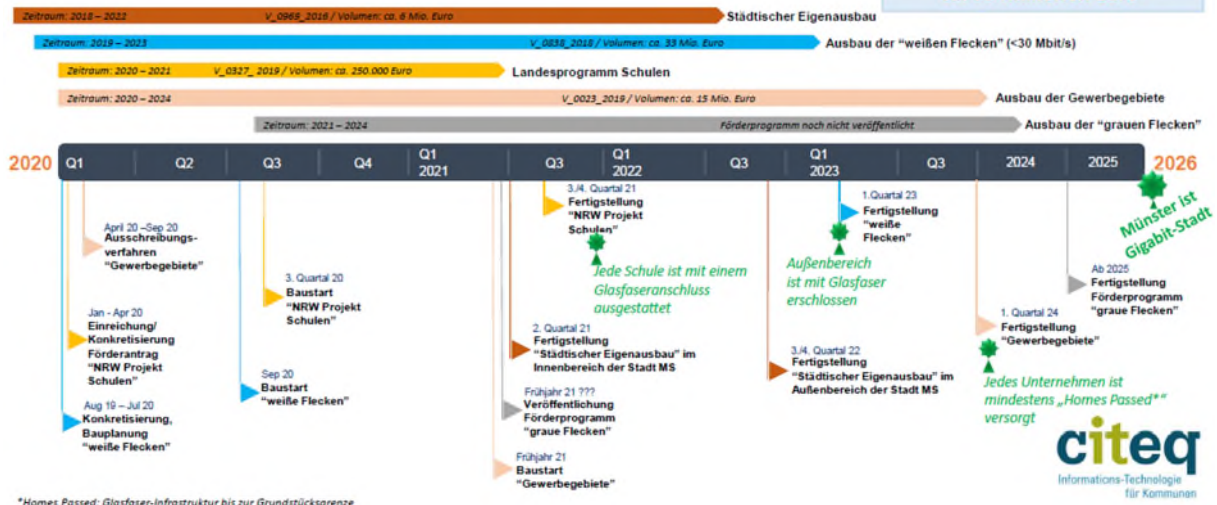 Zeitraum: 2018 – 2022 V_0969_2016 / Volumen: ca. 6 Mio. Euro Städtischer Eigenausbau
Zeitraum: 2019 – 2023 V_0838_2018 / Volumen: ca. 33 Mio. Euro Ausbau der "weißen Flecken" (<30 Mbit/s)
Zeitraum: 2020 – 2021 V_0327_ 2019 / Volumen: ca. 250.000 Euro Landesprogramm Schulen
Zeitraum: 2020 – 2024 V_0023_2019 / Volumen: ca. 15 Mio. Euro Ausbau der Gewerbegebiete
Zeitraum: 2021 – 2024 Förderprogramm noch nicht veröffentlicht Ausbau der "grauen Flecken"
2020 Q1 Q2 Q3 Q4 Q1 2021 Q3 Q1 2022 Q3 Q1 2023 Q3 2024 2025 2026
April 20 –Sep 20
Ausschreibungs-
verfahren
"Gewerbegebiete"
Jan - Apr 20
Einreichung/
Konkretisierung
Förderantrag
"NRW Projekt
Schulen"
Aug 19 – Jul 20
Konkretisierung,
Bauplanung
"weiße Flecken"
3. Quartal 20
Baustart
"NRW Projekt
Schulen"
Sep 20
Baustart
"weiße Flecken"
3./4. Quartal 21
Fertigstellung
"NRW Projekt
Schulen"
Jede Schule ist mit einem
Glasfaseranschluss
ausgestattet
2. Quartal 21
Fertigstellung
"Städtischer Eigenausbau" im
Innenbereich der Stadt MS
Frühjahr 21 ???
Veröffentlichung
Förderprogramm
"graue Flecken"
Frühjahr 21
Baustart
"Gewerbegebiete"
1.Quartal 23
Fertigstellung
"weiße
Flecken"
Außenbereich
ist mit Glasfaser
erschlossen
3./4. Quartal 22
Fertigstellung
"Städtischer Eigenausbau" im
Außenbereich der Stadt MS
1. Quartal 24
Fertigstellung
"Gewerbegebiete"
Jedes Unternehmen ist
mindestens „Homes Passed*"
versorgt
Ab 2025
Fertigstellung
Förderprogramm
"graue Flecken"
Münster ist
Gigabit-Stadt
citeq
Informations-Technologie
für Kommunen
*Homes Passed: Glasfaser-Infrastruktur bis zur Grundstücksgrenze